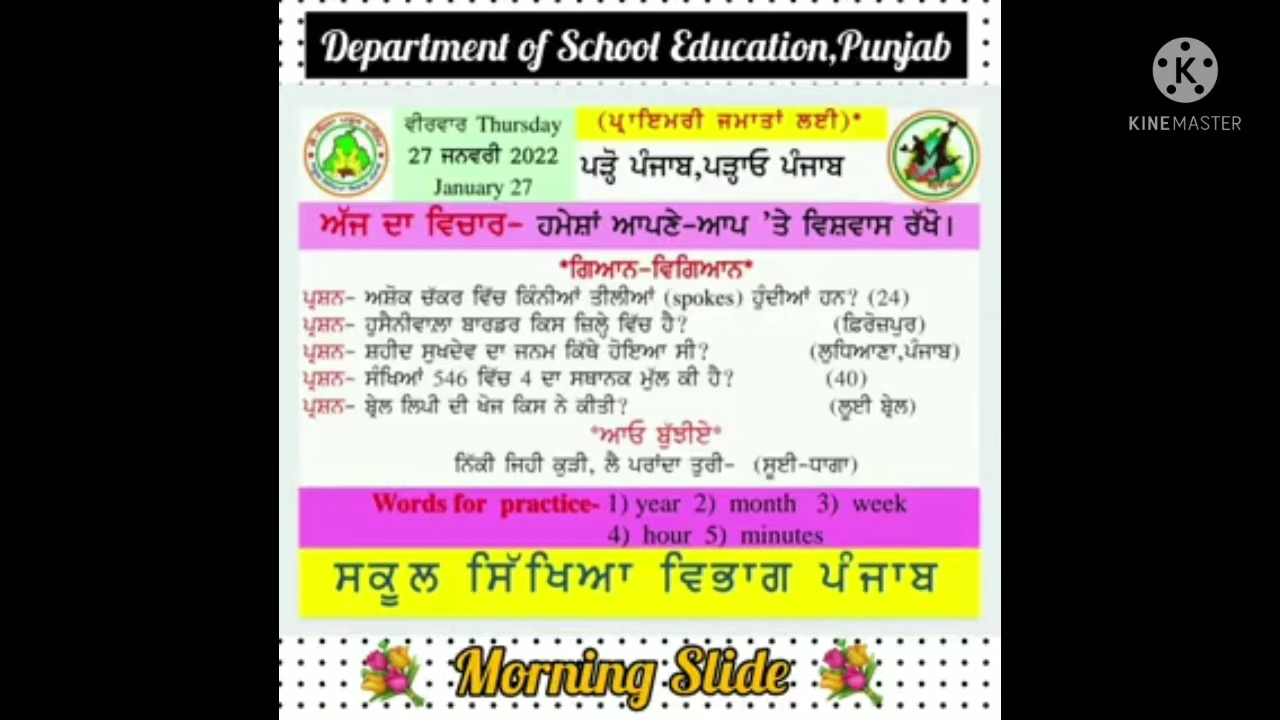 Department of School Education,Punjab
K
KINEMASTER
ਵੀਰਵਾਰ Thursday
27 ਜਨਵਰੀ 2022
January 27
(ਪ੍ਰਾਇਮਰੀ ਜਮਾਤਾਂ ਲਈ)*
ਪੜ੍ਹੋ ਪੰਜਾਬ,ਪੜ੍ਹਾਓ ਪੰਜਾਬ
ਅੱਜ ਦਾ ਵਿਚਾਰ- ਹਮੇਸ਼ਾਂ ਆਪਣੇ-ਆਪ 'ਤੇ ਵਿਸ਼ਵਾਸ ਰੱਖੋ।
*ਗਿਆਨ-ਵਿਗਿਆਨ*
ਪ੍ਰਸ਼ਨ- ਅਸ਼ੋਕ ਚੱਕਰ ਵਿੱਚ ਕਿੰਨੀਆਂ ਤੀਲੀਆਂ (spokes) ਹੁੰਦੀਆਂ ਹਨ? (24)
ਪ੍ਰਸ਼ਨ- ਹੁਸੈਨੀਵਾਲਾ ਬਾਰਡਰ ਕਿਸ ਜ਼ਿਲ੍ਹੇ ਵਿੱਚ ਹੈ? (ਫ਼ਿਰੋਜ਼ਪੁਰ)
ਪ੍ਰਸ਼ਨ- ਸ਼ਹੀਦ ਸੁਖਦੇਵ ਦਾ ਜਨਮ ਕਿੱਥੇ ਹੋਇਆ ਸੀ? (ਲੁਧਿਆਣਾ,ਪੰਜਾਬ)
ਪ੍ਰਸ਼ਨ- ਸੰਖਿਆਂ 546 ਵਿੱਚ 4 ਦਾ ਸਥਾਨਕ ਮੁੱਲ ਕੀ ਹੈ? (40)
ਪ੍ਰਸ਼ਨ- ਬ੍ਰੇਲ ਲਿਪੀ ਦੀ ਖੋਜ ਕਿਸ ਨੇ ਕੀਤੀ? (ਲੂਈ ਬ੍ਰੇਲ)
*ਆਓ ਬੁੱਝੀਏ*
ਨਿੱਕੀ ਜਿਹੀ ਕੁੜੀ, ਲੈ ਪਰਾਂਦਾ ਤੁਰੀ- (ਸੂਈ-ਧਾਗਾ)
Words for practice- 1) year 2) month 3) week
4) hour 5) minutes
ਸਕੂਲ ਸਿੱਖਿਆ ਵਿਭਾਗ ਪੰਜਾਬ
Morning Slide